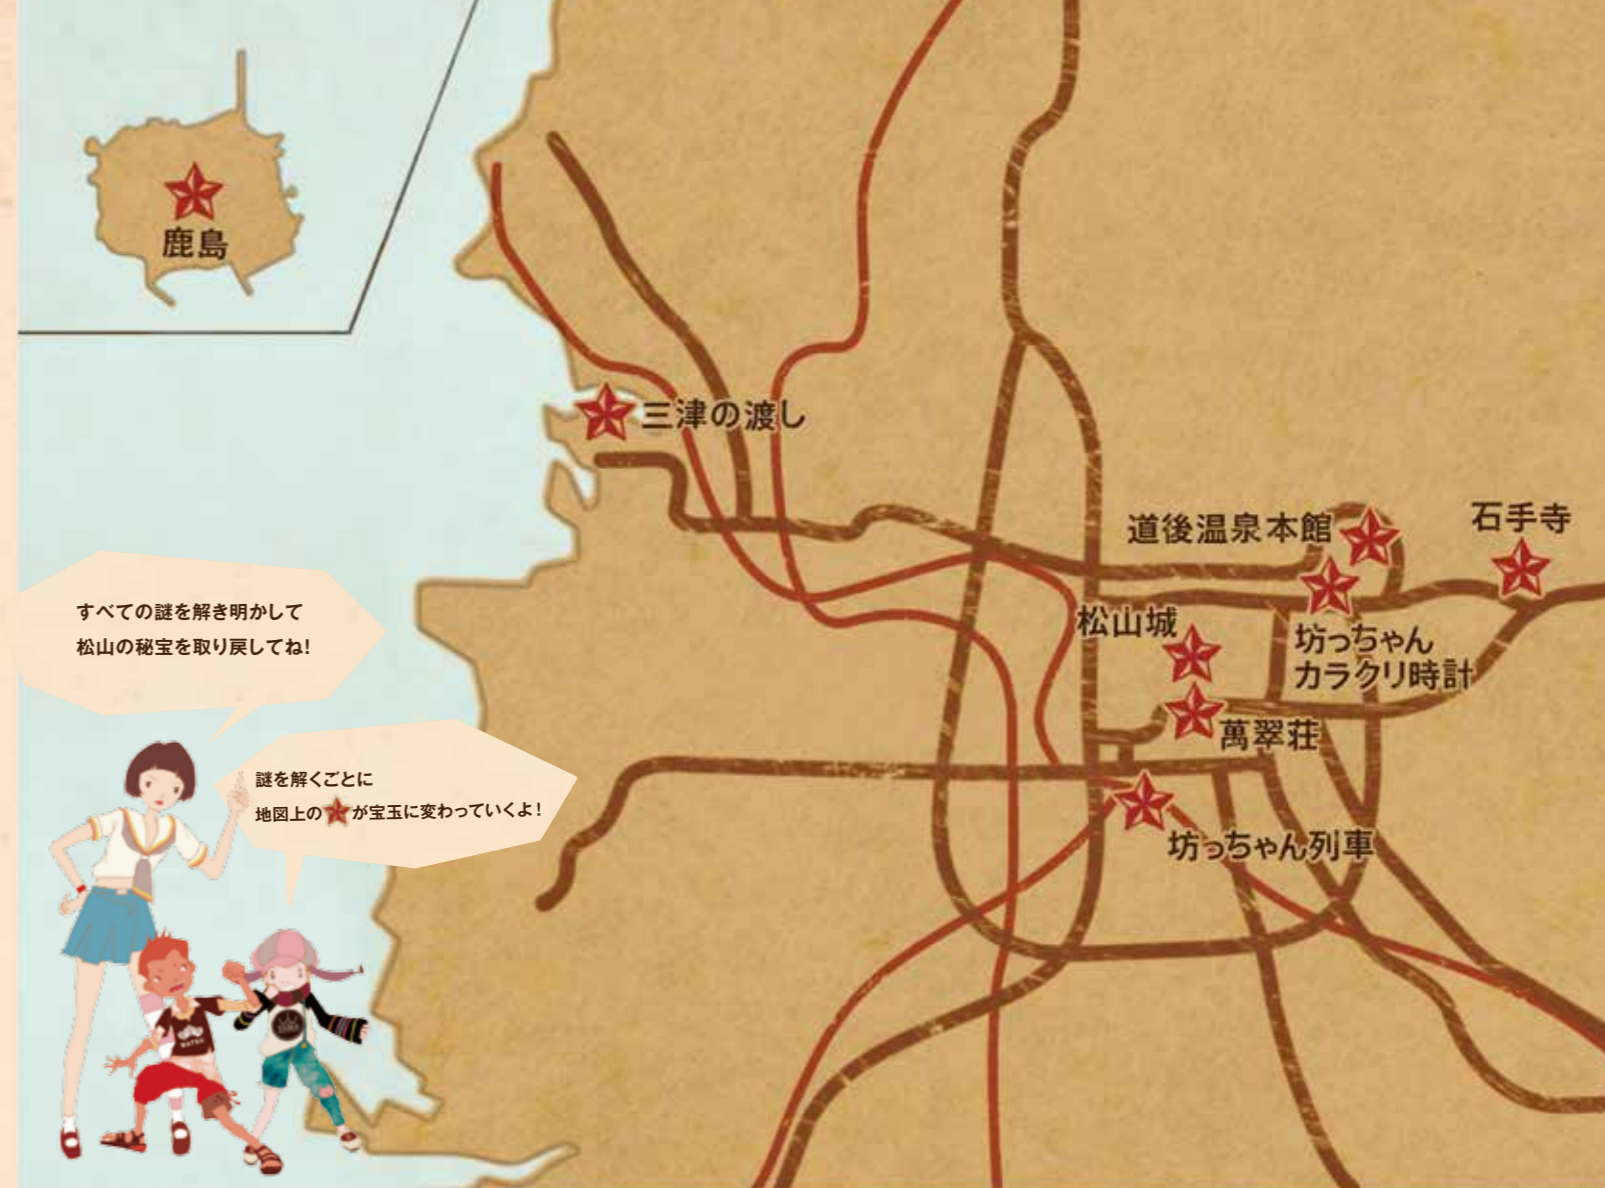 鹿島
三津の渡し
道後温泉本館
石手寺
松山城
坊っちゃん
カラクリ時計
萬翠荘
坊っちゃん列車
すべての謎を解き明かして
松山の秘宝を取り戻してね!
謎を解くごとに
地図上の★が宝玉に変わっていくよ!